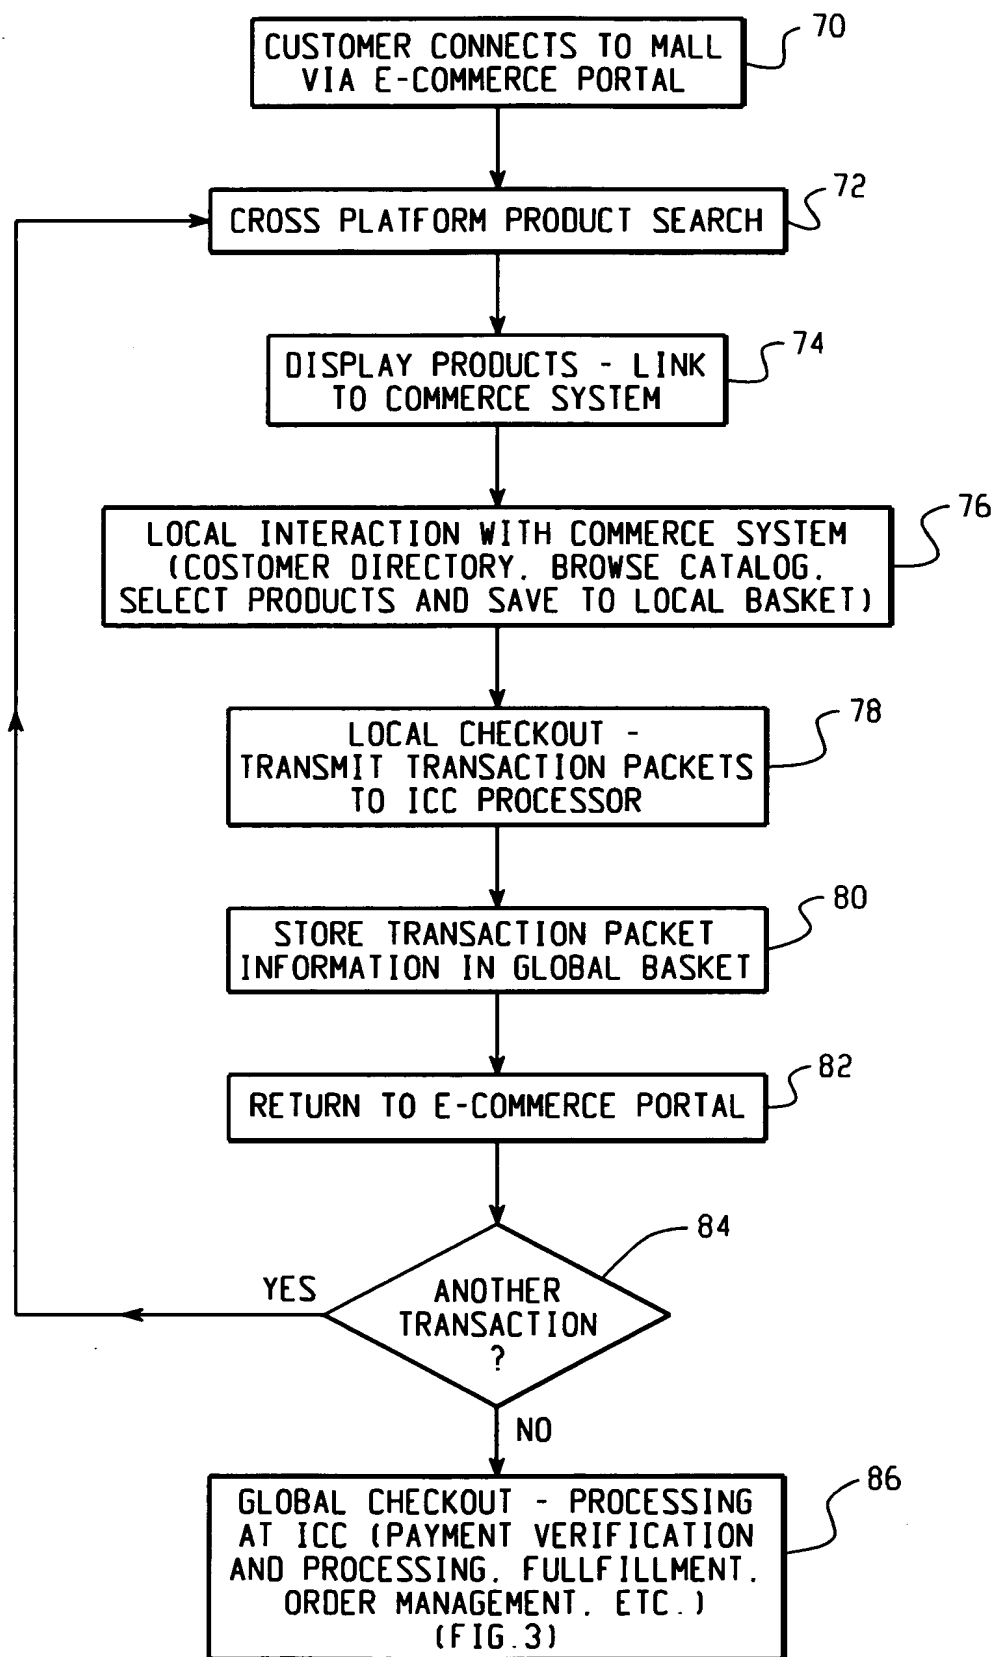 70
CUSTOMER CONNECTS TO MALL
VIA E-COMMERCE PORTAL
72
CROSS PLATFORM PRODUCT SEARCH
74
DISPLAY PRODUCTS - LINK
TO COMMERCE SYSTEM
76
LOCAL INTERACTION WITH COMMERCE SYSTEM
(COSTOMER DIRECTORY, BROWSE CATALOG,
SELECT PRODUCTS AND SAVE TO LOCAL BASKET)
78
LOCAL CHECKOUT -
TRANSMIT TRANSACTION PACKETS
TO ICC PROCESSOR
80
STORE TRANSACTION PACKET
INFORMATION IN GLOBAL BASKET
82
RETURN TO E-COMMERCE PORTAL
84
YES
ANOTHER
TRANSACTION
?
NO
86
GLOBAL CHECKOUT - PROCESSING
AT ICC (PAYMENT VERIFICATION
AND PROCESSING, FULLFILLMENT,
ORDER MANAGEMENT, ETC.)
(FIG.3)